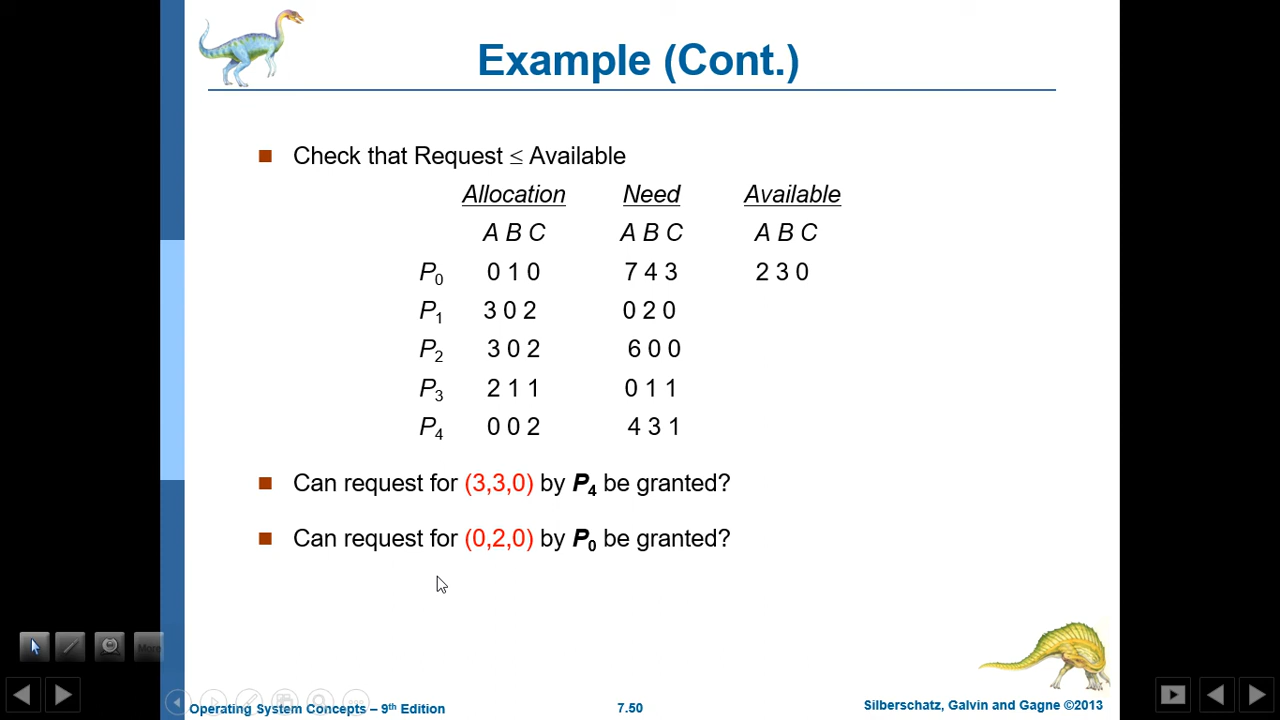 Example (Cont.)
Check that Request ≤ Available
Allocation Need Available
A B C A B C A B C
P0 0 1 0 7 4 3 2 3 0
P1 3 0 2 0 2 0
P2 3 0 2 6 0 0
P3 2 1 1 0 1 1
P4 0 0 2 4 3 1
Can request for (3,3,0) by P4 be granted?
Can request for (0,2,0) by P0 be granted?
More
Operating System Concepts – 9th Edition 7.50 Silberschatz, Galvin and Gagne ©2013